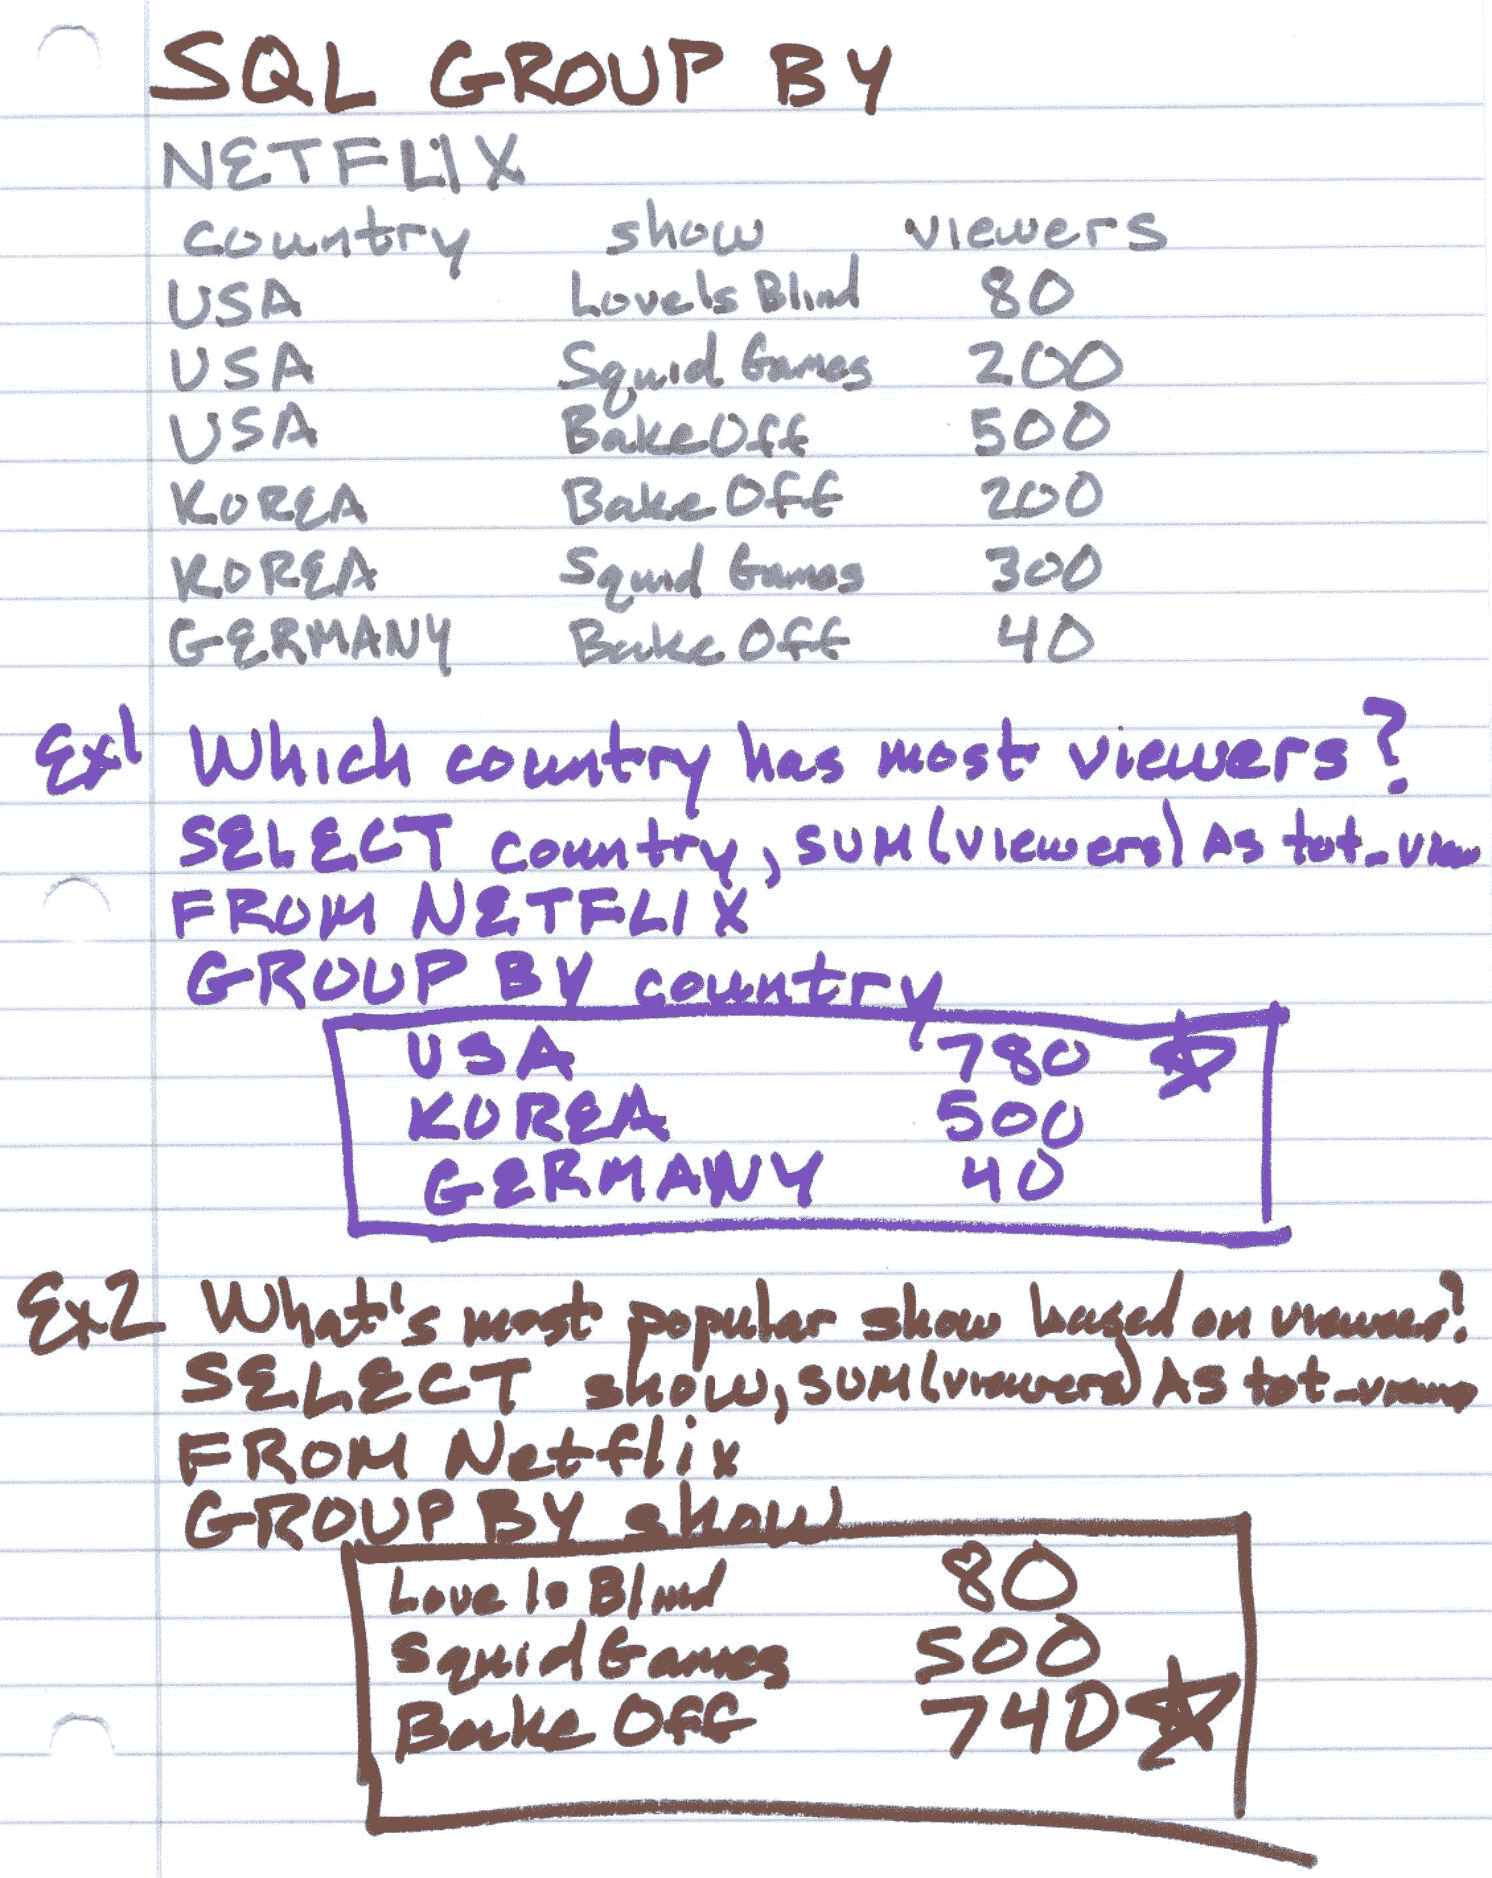 SQL GROUP BY
NETFLIX
country show viewers
USA Love Is Blind 80
USA Squid Games 200
USA Bake Off 500
KOREA Bake Off 200
KOREA Squid Games 300
GERMANY Bake Off 40
Ex1 Which country has most viewers?
SELECT country, SUM(viewers) AS tot_view
FROM NETFLIX
GROUP BY country
USA 780
KOREA 500
GERMANY 40
Ex2 What's most popular show based on viewers?
SELECT show, SUM(viewers) AS tot_views
FROM Netflix
GROUP BY show
Love Is Blind 80
Squid Games 500
Bake Off 740